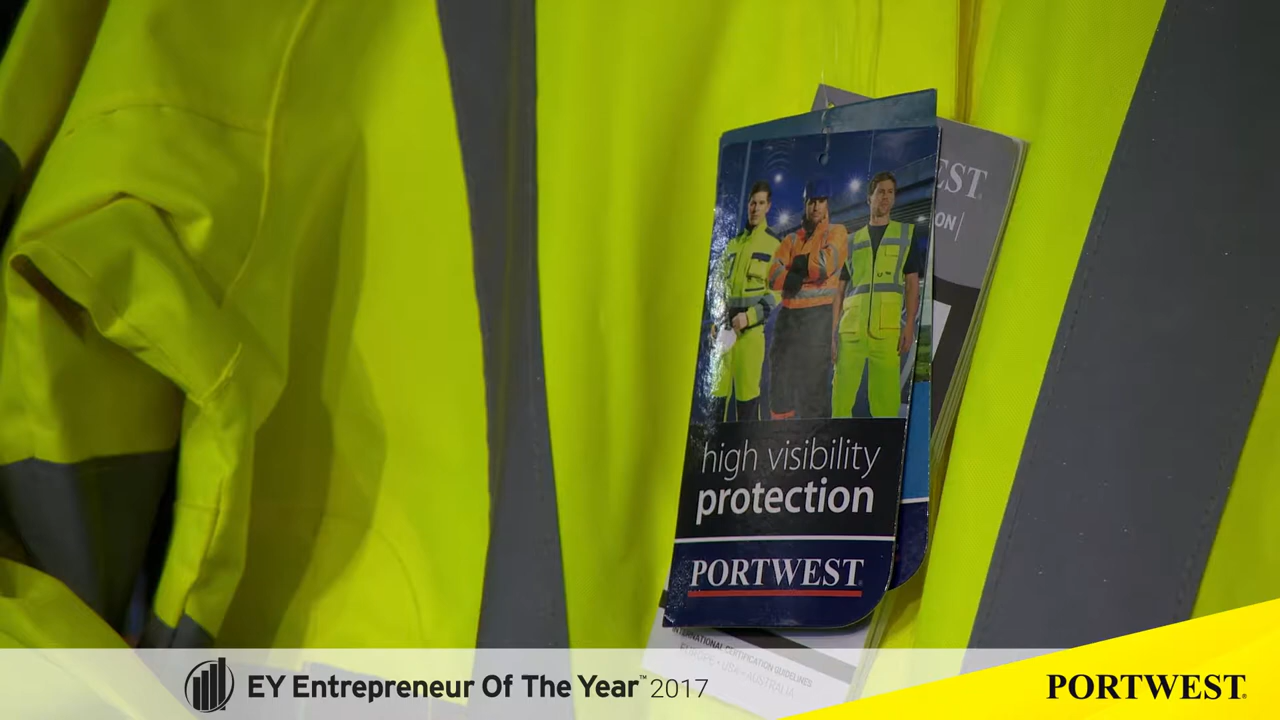 EST
ON
high visibility
protection
PORTWEST®
INTERNATIONAL CERTIFICATION GUIDELINES
EUROPE • USA • AUSTRALIA
EY Entrepreneur Of The Year™ 2017
PORTWEST®